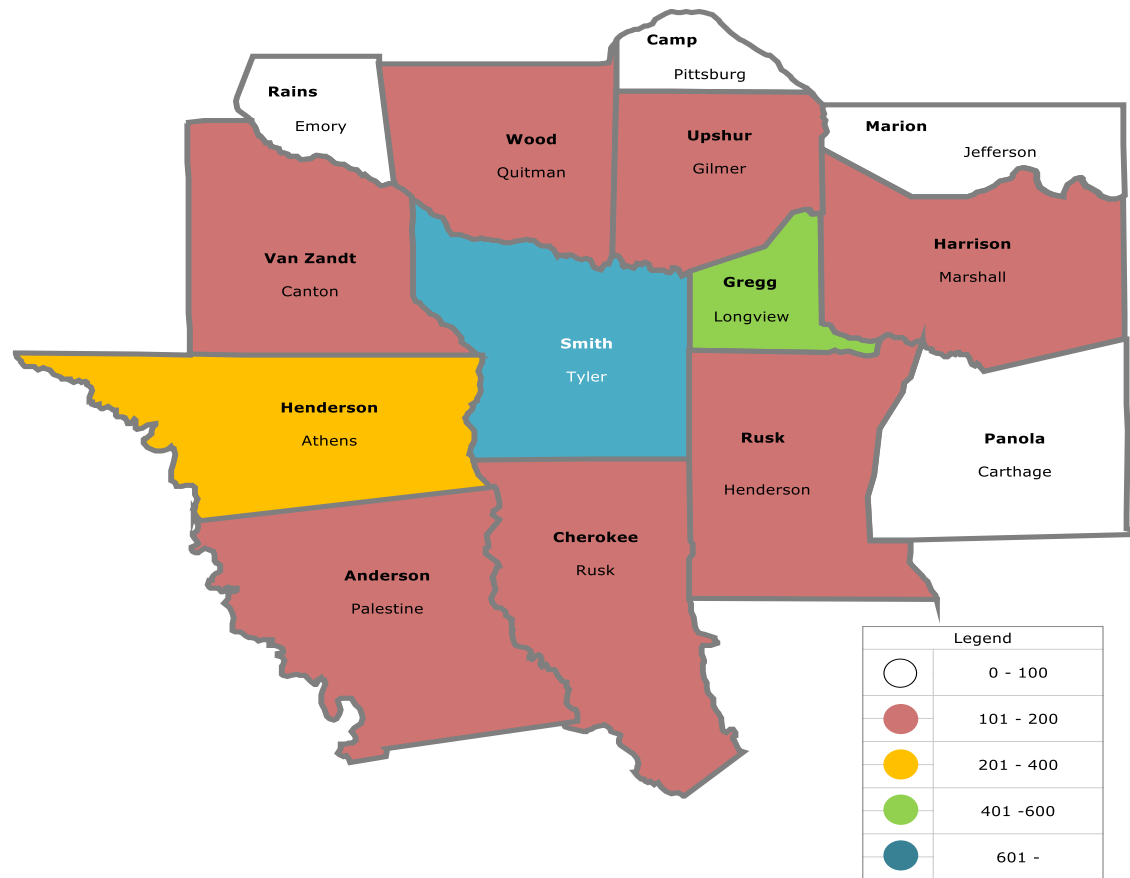 Camp
Pittsburg
Rains
Emory
Wood
Quitman
Upshur
Gilmer
Marion
Jefferson
Van Zandt
Canton
Harrison
Marshall
Gregg
Longview
Smith
Tyler
Henderson
Athens
Rusk
Henderson
Panola
Carthage
Cherokee
Rusk
Anderson
Palestine
Legend
0 - 100
101 - 200
201 - 400
401 -600
601 -